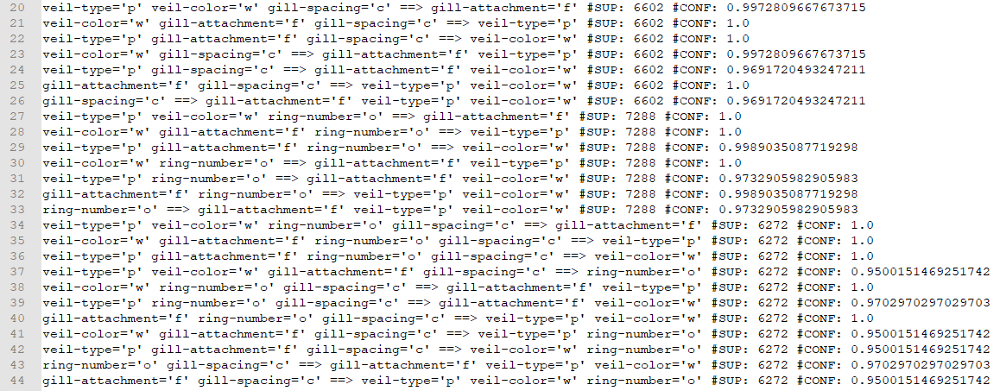 20 veil-type='p' veil-color='w' gill-spacing='c' ==> gill-attachment='f' #SUP: 6602 #CONF: 0.9972809667673715
21 veil-color='w' gill-attachment='f' gill-spacing='c' ==> veil-type='p' #SUP: 6602 #CONF: 1.0
22 veil-type='p' gill-attachment='f' gill-spacing='c' ==> veil-color='w' #SUP: 6602 #CONF: 1.0
23 veil-color='w' gill-spacing='c' ==> gill-attachment='f' veil-type='p' #SUP: 6602 #CONF: 0.9972809667673715
24 veil-type='p' gill-spacing='c' ==> gill-attachment='f' veil-color='w' #SUP: 6602 #CONF: 0.9691720493247211
25 gill-attachment='f' gill-spacing='c' ==> veil-type='p' veil-color='w' #SUP: 6602 #CONF: 1.0
26 gill-spacing='c' ==> gill-attachment='f' veil-type='p' veil-color='w' #SUP: 6602 #CONF: 0.9691720493247211
27 veil-type='p' veil-color='w' ring-number='o' ==> gill-attachment='f' #SUP: 7288 #CONF: 1.0
28 veil-color='w' gill-attachment='f' ring-number='o' ==> veil-type='p' #SUP: 7288 #CONF: 1.0
29 veil-type='p' gill-attachment='f' ring-number='o' ==> veil-color='w' #SUP: 7288 #CONF: 0.9989035087719298
30 veil-color='w' ring-number='o' ==> gill-attachment='f' veil-type='p' #SUP: 7288 #CONF: 1.0
31 veil-type='p' ring-number='o' ==> gill-attachment='f' veil-color='w' #SUP: 7288 #CONF: 0.9732905982905983
32 gill-attachment='f' ring-number='o' ==> veil-type='p' veil-color='w' #SUP: 7288 #CONF: 0.9989035087719298
33 ring-number='o' ==> gill-attachment='f' veil-type='p' veil-color='w' #SUP: 7288 #CONF: 0.9732905982905983
34 veil-type='p' veil-color='w' ring-number='o' gill-spacing='c' ==> gill-attachment='f' #SUP: 6272 #CONF: 1.0
35 veil-color='w' gill-attachment='f' ring-number='o' gill-spacing='c' ==> veil-type='p' #SUP: 6272 #CONF: 1.0
36 veil-type='p' gill-attachment='f' ring-number='o' gill-spacing='c' ==> veil-color='w' #SUP: 6272 #CONF: 1.0
37 veil-type='p' veil-color='w' gill-attachment='f' gill-spacing='c' ==> ring-number='o' #SUP: 6272 #CONF: 0.9500151469251742
38 veil-color='w' ring-number='o' gill-spacing='c' ==> gill-attachment='f' veil-type='p' #SUP: 6272 #CONF: 1.0
39 veil-type='p' ring-number='o' gill-spacing='c' ==> gill-attachment='f' veil-color='w' #SUP: 6272 #CONF: 0.9702970297029703
40 gill-attachment='f' ring-number='o' gill-spacing='c' ==> veil-type='p' veil-color='w' #SUP: 6272 #CONF: 1.0
41 veil-color='w' gill-attachment='f' gill-spacing='c' ==> veil-type='p' ring-number='o' #SUP: 6272 #CONF: 0.9500151469251742
42 veil-type='p' gill-attachment='f' gill-spacing='c' ==> veil-color='w' ring-number='o' #SUP: 6272 #CONF: 0.9500151469251742
43 ring-number='o' gill-spacing='c' ==> gill-attachment='f' veil-type='p' veil-color='w' #SUP: 6272 #CONF: 0.9702970297029703
44 gill-attachment='f' gill-spacing='c' ==> veil-type='p' veil-color='w' ring-number='o' #SUP: 6272 #CONF: 0.9500151469251742